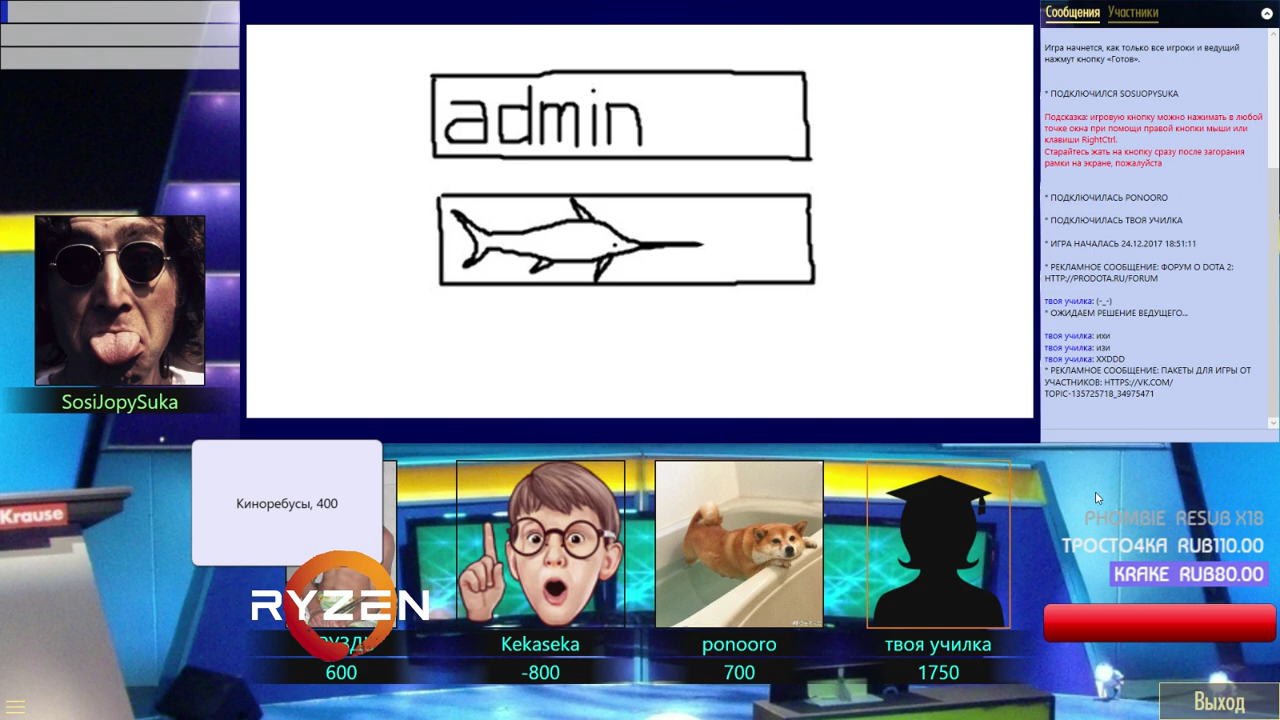 Сообщения Участники
Игра начнется, как только все игроки и ведущий
нажмут кнопку «Готов».
* ПОДКЛЮЧИЛСЯ SOSIJOPYSUKA
Подсказка: игровую кнопку можно нажимать в любой
точке окна при помощи правой кнопки мыши или
клавиши RightCtrl.
Старайтесь жать на кнопку сразу после загорания
рамки на экране, пожалуйста
* ПОДКЛЮЧИЛАСЬ PONOORO
* ПОДКЛЮЧИЛАСЬ ТВОЯ УЧИЛКА
* ИГРА НАЧАЛАСЬ 24.12.2017 18:51:11
* РЕКЛАМНОЕ СООБЩЕНИЕ: ФОРУМ О DOTA 2:
HTTP://PRODOTA.RU/FORUM
твоя училка: (-_-)
* ОЖИДАЕМ РЕШЕНИЕ ВЕДУЩЕГО...
твоя училка: ихи
твоя училка: изи
твоя училка: XXDDD
* РЕКЛАМНОЕ СООБЩЕНИЕ: ПАКЕТЫ ДЛЯ ИГРЫ ОТ
УЧАСТНИКОВ: HTTPS://VK.COM/
TOPIC-135725718_34975471
admin
SosiJopySuka
Киноребусы, 400
Krause
RYZEN
PHOMBIE RESUB X18
ТРОСТО4КА RUB110.00
KRAKE RUB80.00
Kekaseka
ponooro
твоя училка
600
-800
700
1750
Выход